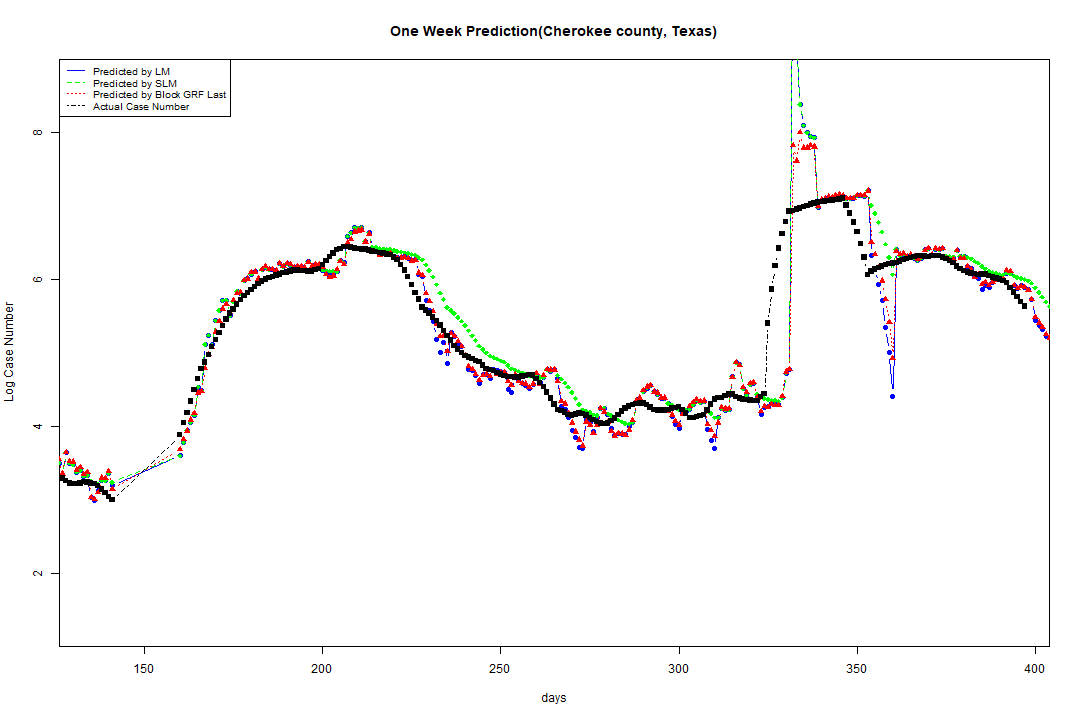 One Week Prediction(Cherokee county, Texas)
Predicted by LM
Predicted by SLM
Predicted by Block GRF Last
Actual Case Number
8
6
4
2
Log Case Number
150 200 250 300 350 400
days